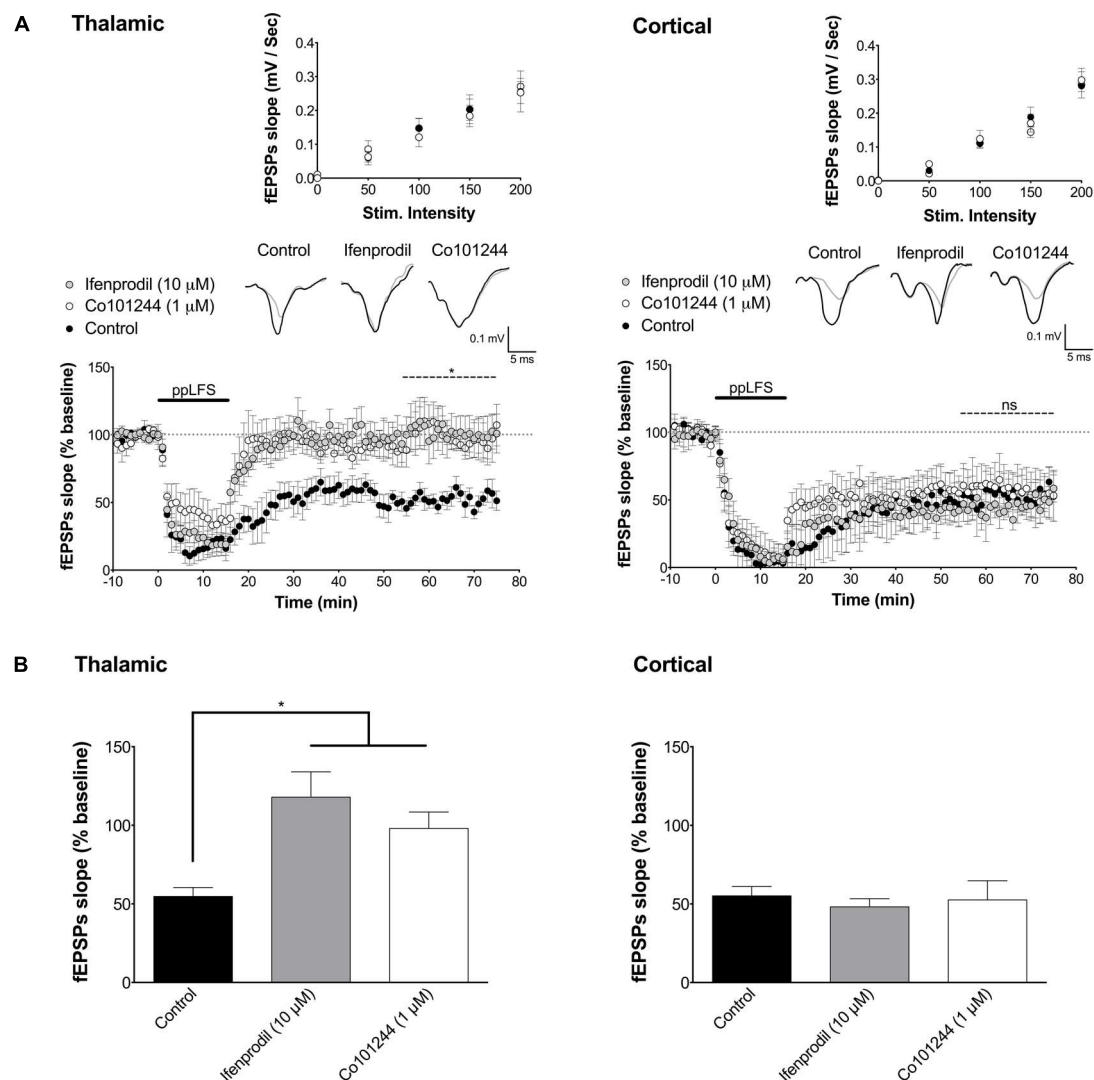 A
Thalamic
fEPSPs slope (mV / Sec)
0.4
0.3
0.2
0.1
0.0
0
50
100
150
200
Stim. Intensity
Control
Ifenprodil
Co101244
Ifenprodil (10 μM)
Co101244 (1 μM)
Control
0.1 mV
5 ms
fEPSPs slope (% baseline)
150
100
50
0
ppLFS
*
-10
0
10
20
30
40
50
60
70
80
Time (min)
Cortical
fEPSPs slope (mV / Sec)
0.4
0.3
0.2
0.1
0.0
0
50
100
150
200
Stim. Intensity
Control
Ifenprodil
Co101244
Ifenprodil (10 μM)
Co101244 (1 μM)
Control
0.1 mV
5 ms
fEPSPs slope (% baseline)
150
100
50
0
ppLFS
ns
-10
0
10
20
30
40
50
60
70
80
Time (min)
B
Thalamic
fEPSPs slope (% baseline)
150
100
50
0
*
Control
Ifenprodil (10 μM)
Co101244 (1 μM)
Cortical
fEPSPs slope (% baseline)
150
100
50
0
Control
Ifenprodil (10 μM)
Co101244 (1 μM)